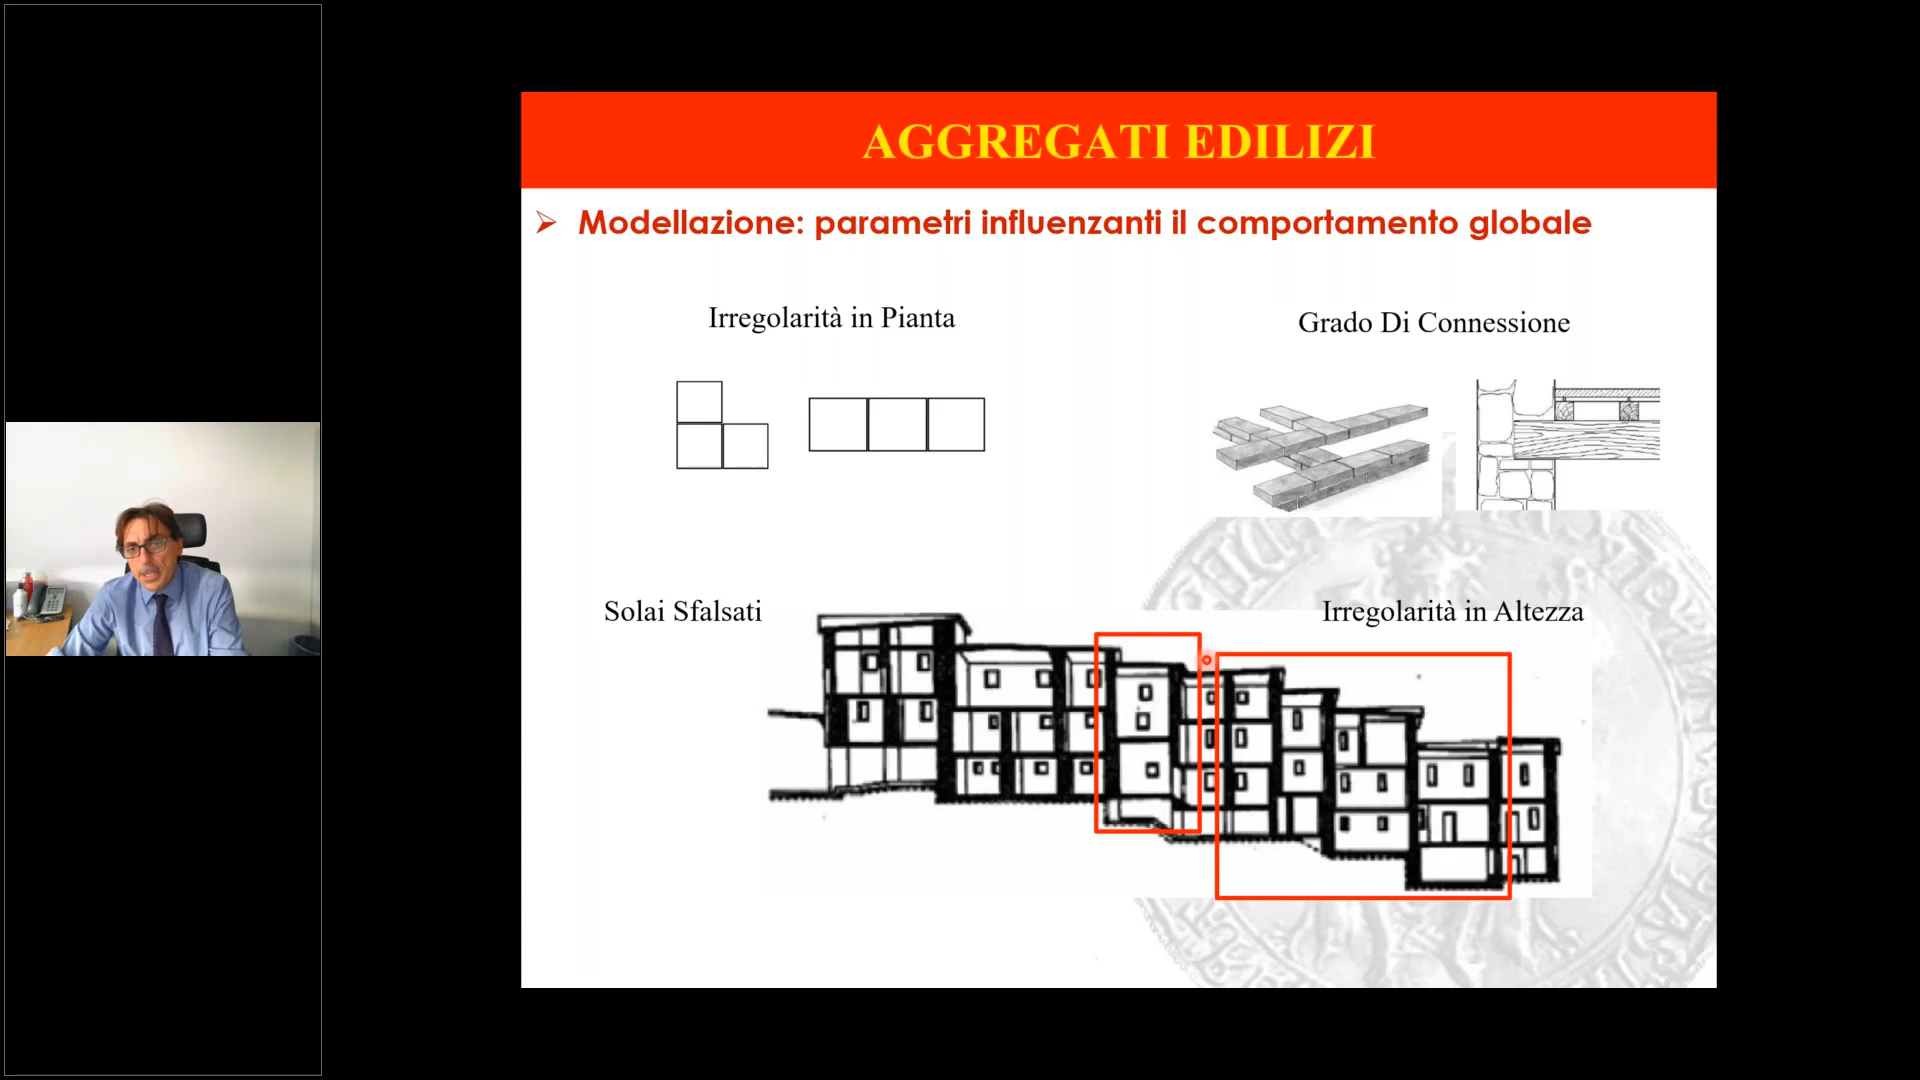 AGGREGATI EDILIZI
Modellazione: parametri influenzanti il comportamento globale
Irregolarità in Pianta
Grado Di Connessione
Solai Sfalsati
Irregolarità in Altezza